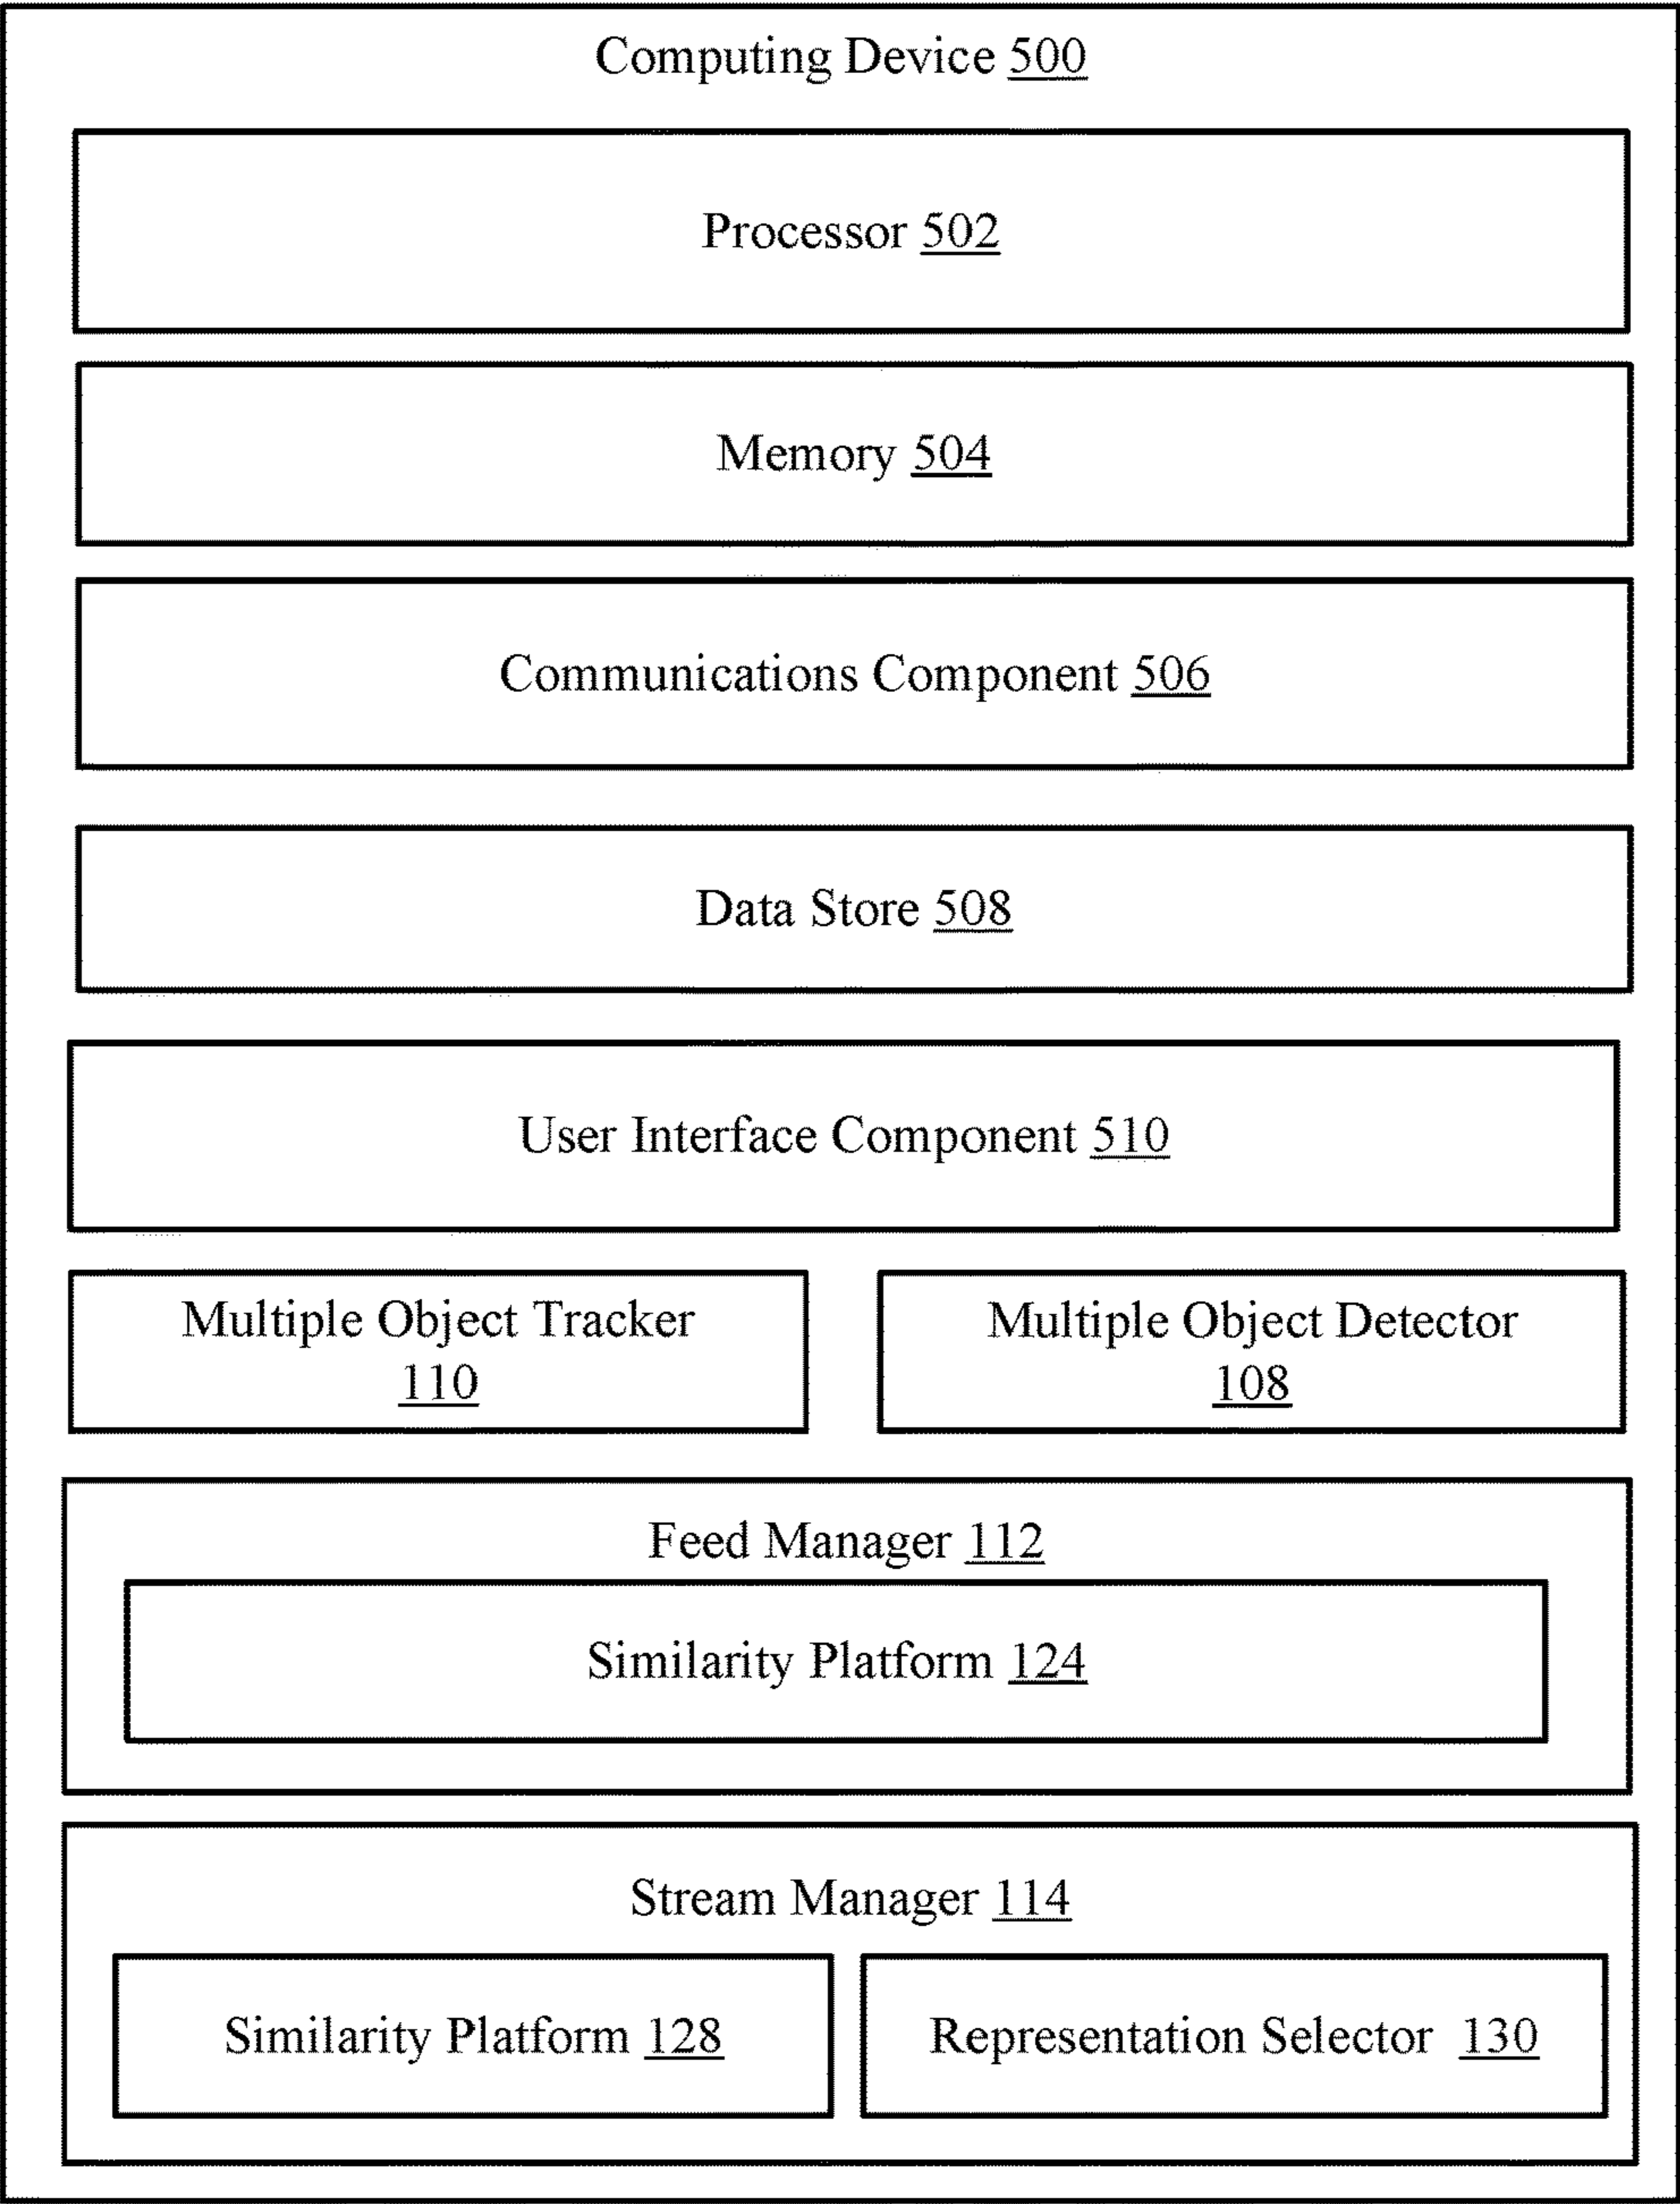 Computing Device 500
Processor 502
Memory 504
Communications Component 506
Data Store 508
User Interface Component 510
Multiple Object Tracker
110
Multiple Object Detector
108
Feed Manager 112
Similarity Platform 124
Stream Manager 114
Similarity Platform 128
Representation Selector 130